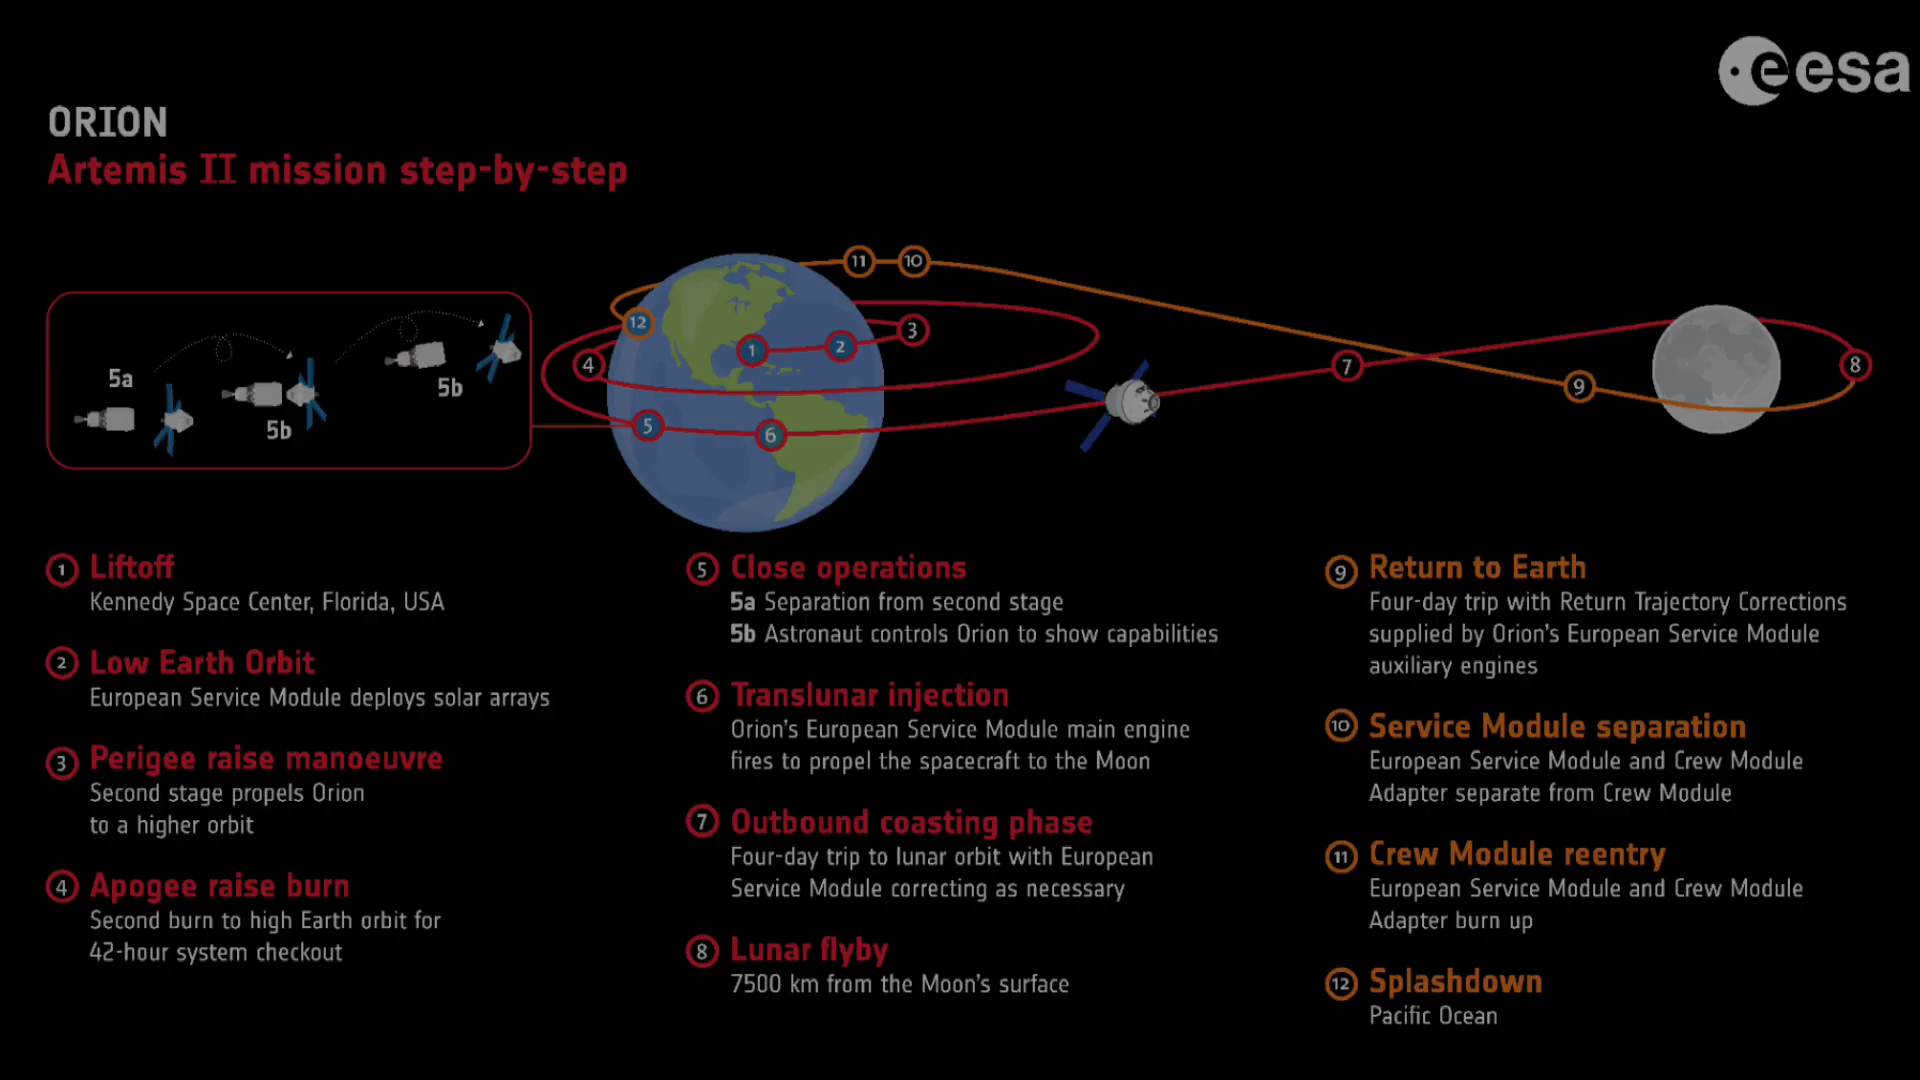 esa
ORION
Artemis II mission step-by-step
11
10
12
3
1
2
4
7
8
9
5a
5b
5b
5
6
1 Liftoff
Kennedy Space Center, Florida, USA
2 Low Earth Orbit
European Service Module deploys solar arrays
3 Perigee raise manoeuvre
Second stage propels Orion
to a higher orbit
4 Apogee raise burn
Second burn to high Earth orbit for
42-hour system checkout
5 Close operations
5a Separation from second stage
5b Astronaut controls Orion to show capabilities
6 Translunar injection
Orion's European Service Module main engine
fires to propel the spacecraft to the Moon
7 Outbound coasting phase
Four-day trip to lunar orbit with European
Service Module correcting as necessary
8 Lunar flyby
7500 km from the Moon's surface
9 Return to Earth
Four-day trip with Return Trajectory Corrections
supplied by Orion's European Service Module
auxiliary engines
10 Service Module separation
European Service Module and Crew Module
Adapter separate from Crew Module
11 Crew Module reentry
European Service Module and Crew Module
Adapter burn up
12 Splashdown
Pacific Ocean